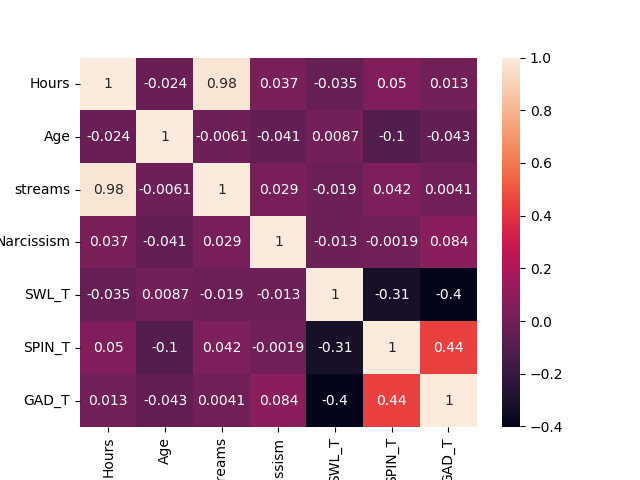 Hours 1 -0.024 0.98 0.037 -0.035 0.05 0.013
Age -0.024 1 -0.0061 -0.041 0.0087 -0.1 -0.043
streams 0.98 -0.0061 1 0.029 -0.019 0.042 0.0041
Narcissism 0.037 -0.041 0.029 1 -0.013 -0.0019 0.084
SWL_T -0.035 0.0087 -0.019 -0.013 1 -0.31 -0.4
SPIN_T 0.05 -0.1 0.042 -0.0019 -0.31 1 0.44
GAD_T 0.013 -0.043 0.0041 0.084 -0.4 0.44 1
Hours Age reams ssism SWL_T SPIN_T GAD_T
1.0
0.8
0.6
0.4
0.2
0.0
−0.2
−0.4